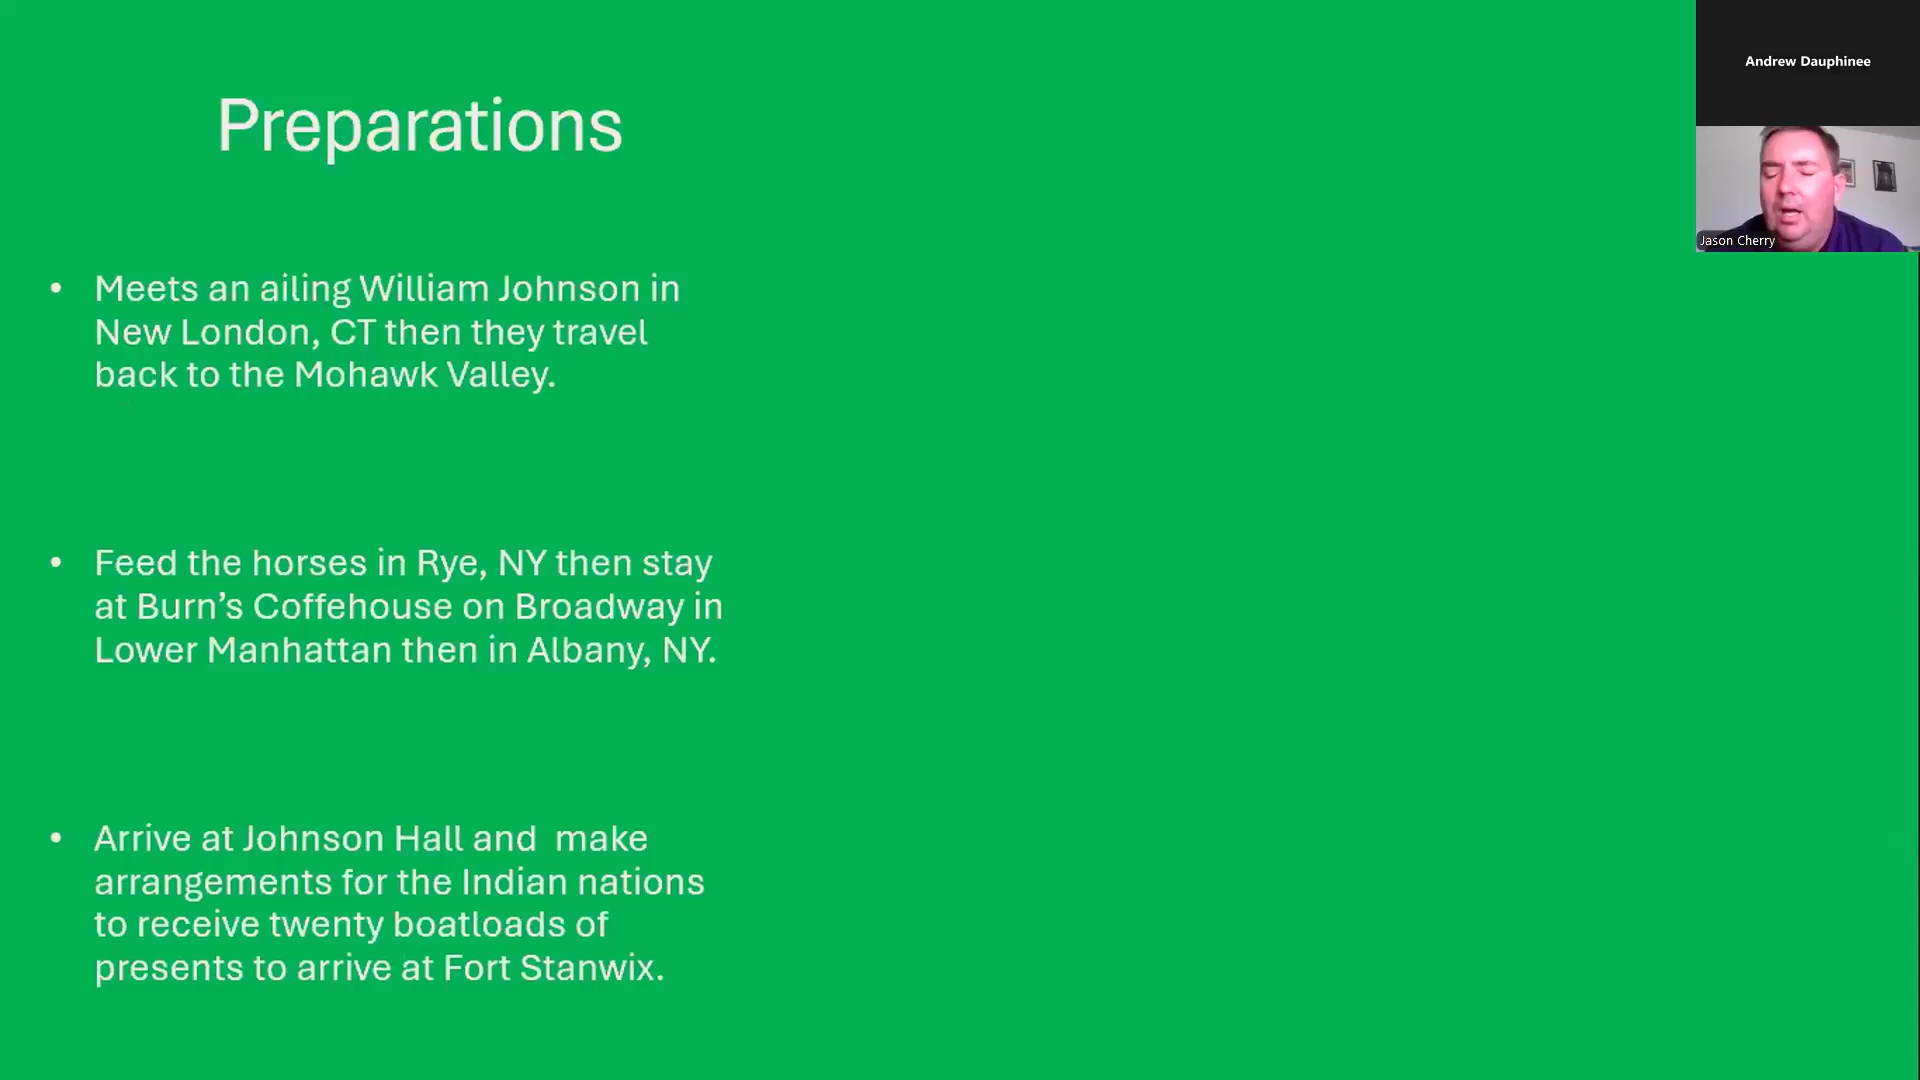 Preparations
• Meets an ailing William Johnson in
New London, CT then they travel
back to the Mohawk Valley.
• Feed the horses in Rye, NY then stay
at Burn’s Coffehouse on Broadway in
Lower Manhattan then in Albany, NY.
• Arrive at Johnson Hall and  make
arrangements for the Indian nations
to receive twenty boatloads of
presents to arrive at Fort Stanwix.
Andrew Dauphinee
Jason Cherry